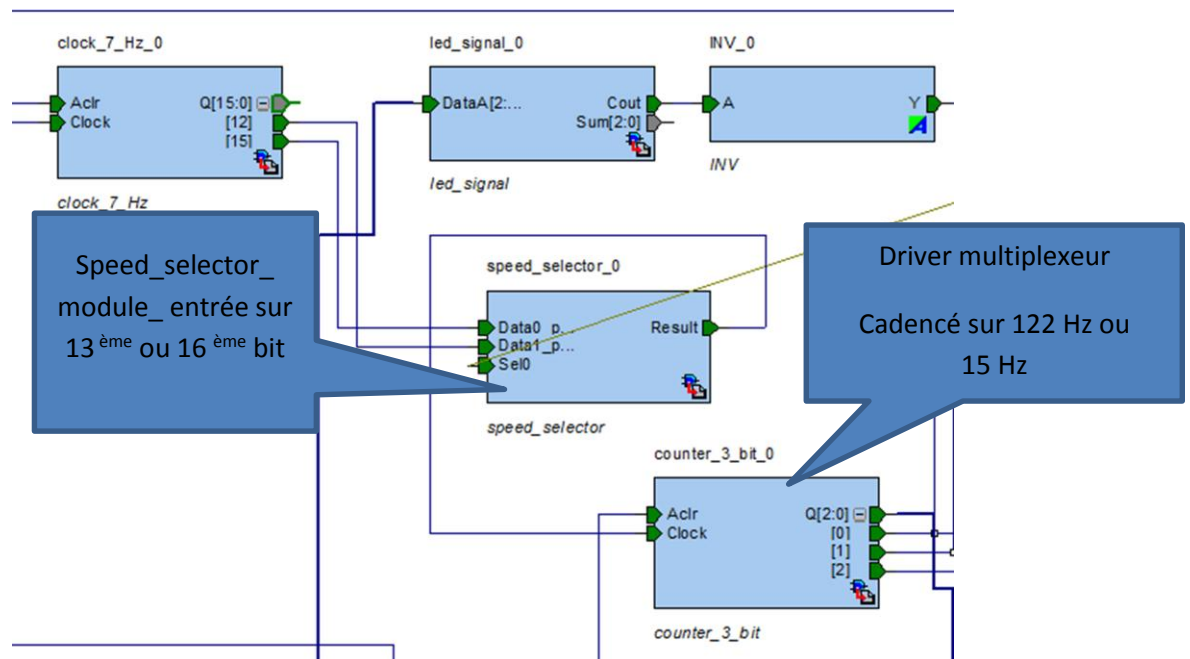 clock_7_Hz_0
Aclr
Clock
Q[15:0]
[12]
[15]
clock_7_Hz
led_signal_0
DataA[2:...
Cout
Sum[2:0]
led_signal
INV_0
A
Y
INV
Speed_selector_
module_ entrée sur
13 ème ou 16 ème bit
speed_selector_0
Data0_p...
Data1_p...
Sel0
Result
speed_selector
Driver multiplexeur
Cadencé sur 122 Hz ou
15 Hz
counter_3_bit_0
Aclr
Clock
Q[2:0]
[0]
[1]
[2]
counter_3_bit